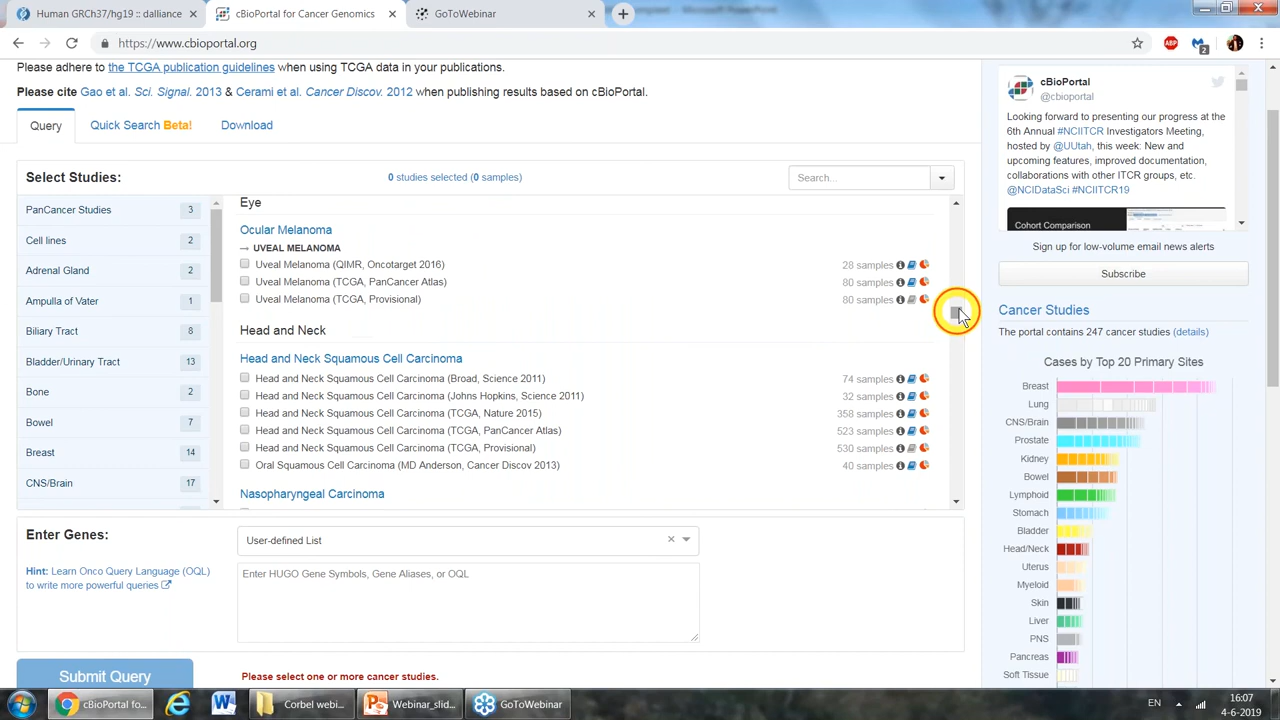 Human GRCh37/hg19 :: dalliance
cBioPortal for Cancer Genomics
GoToWebinar
https://www.cbioportal.org
ABP
2
Please adhere to the TCGA publication guidelines when using TCGA data in your publications.
Please cite Gao et al. Sci. Signal. 2013 & Cerami et al. Cancer Discov. 2012 when publishing results based on cBioPortal.
Query
Quick Search Beta!
Download
Select Studies:
0 studies selected (0 samples)
Search...
PanCancer Studies 3
Cell lines 2
Adrenal Gland 2
Ampulla of Vater 1
Biliary Tract 8
Bladder/Urinary Tract 13
Bone 2
Bowel 7
Breast 14
CNS/Brain 17
Eye
Ocular Melanoma
→ UVEAL MELANOMA
Uveal Melanoma (QIMR, Oncotarget 2016) 28 samples
Uveal Melanoma (TCGA, PanCancer Atlas) 80 samples
Uveal Melanoma (TCGA, Provisional) 80 samples
Head and Neck
Head and Neck Squamous Cell Carcinoma
Head and Neck Squamous Cell Carcinoma (Broad, Science 2011) 74 samples
Head and Neck Squamous Cell Carcinoma (Johns Hopkins, Science 2011) 32 samples
Head and Neck Squamous Cell Carcinoma (TCGA, Nature 2015) 358 samples
Head and Neck Squamous Cell Carcinoma (TCGA, PanCancer Atlas) 523 samples
Head and Neck Squamous Cell Carcinoma (TCGA, Provisional) 530 samples
Oral Squamous Cell Carcinoma (MD Anderson, Cancer Discov 2013) 40 samples
Nasopharyngeal Carcinoma
Enter Genes:
User-defined List
Hint: Learn Onco Query Language (OQL)
to write more powerful queries
Enter HUGO Gene Symbols, Gene Aliases, or OQL
Submit Query
Please select one or more cancer studies.
cBioPortal
@cbioportal
Looking forward to presenting our progress at the
6th Annual #NCIITCR Investigators Meeting,
hosted by @UUtah, this week: New and
upcoming features, improved documentation,
collaborations with other ITCR groups, etc.
@NCIDataSci #NCIITCR19
Cohort Comparison
Sign up for low-volume email news alerts
Subscribe
Cancer Studies
The portal contains 247 cancer studies (details)
Cases by Top 20 Primary Sites
Breast
Lung
CNS/Brain
Prostate
Kidney
Bowel
Lymphoid
Stomach
Bladder
Head/Neck
Uterus
Myeloid
Skin
Liver
PNS
Pancreas
Soft Tissue
cBioPortal fo...
Corbel webi...
Webinar_slid...
GoToWebinar
EN
16:07
4-6-2019